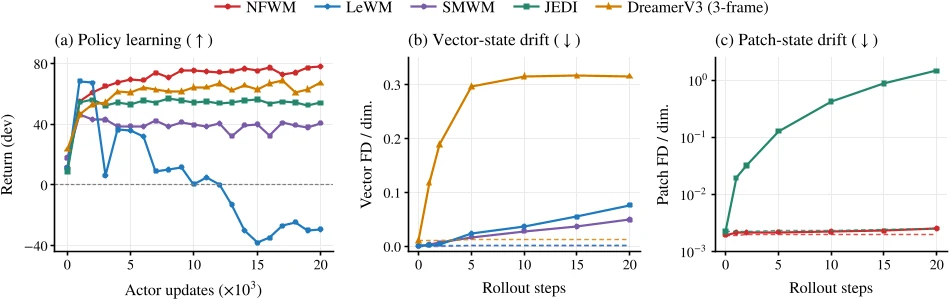 NFWM LeWM SMWM JEDI DreamerV3 (3-frame)
(a) Policy learning (↑)
80
40
0
−40
Return (dev)
0 5 10 15 20
Actor updates (×10³)
(b) Vector-state drift (↓)
0.3
0.2
0.1
0.0
Vector FD / dim.
0 5 10 15 20
Rollout steps
(c) Patch-state drift (↓)
10⁰
10⁻¹
10⁻²
10⁻³
Patch FD / dim.
0 5 10 15 20
Rollout steps